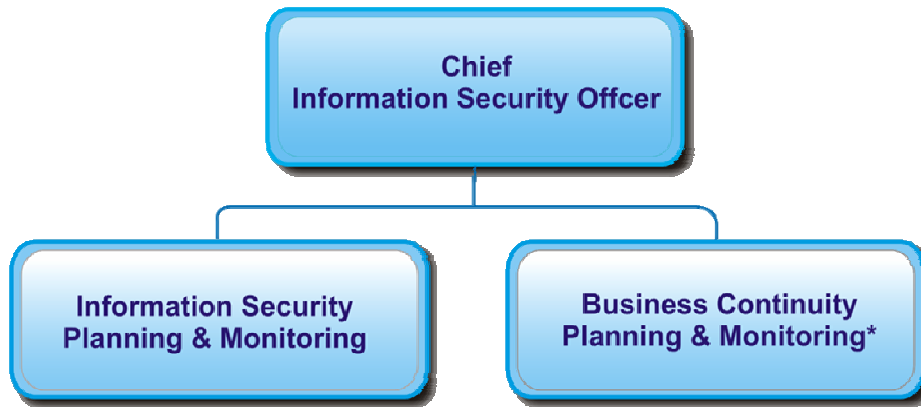 Chief
Information Security Offcer
Information Security
Planning & Monitoring
Business Continuity
Planning & Monitoring*